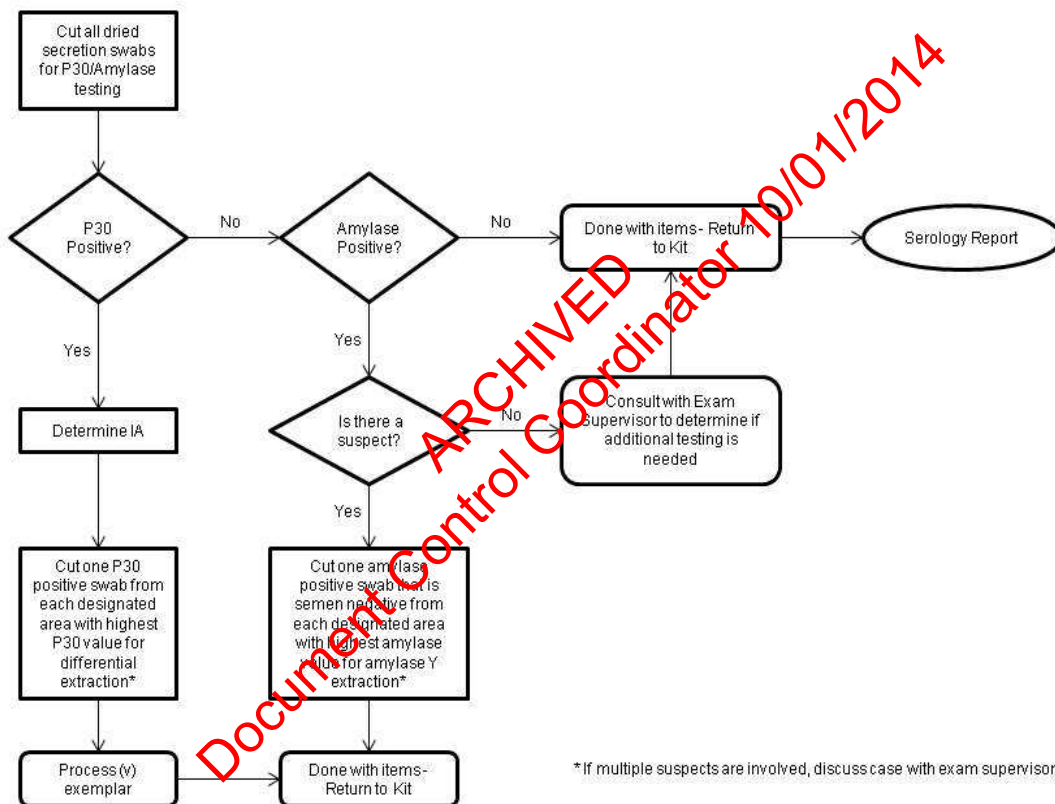 Cut all dried
secretion swabs
for P30/Amylase
testing
P30
Positive?
No
Amylase
Positive?
No
Done with items- Return
to Kit
Serology Report
Yes
Yes
Determine IA
Is there a
suspect?
No
Consult with Exam
Supervisor to determine if
additional testing is
needed
Yes
Cut one P30
positive swab from
each designated
area with highest
P30 value for
differential
extraction*
Cut one amylase
positive swab that is
semen negative from
each designated area
with highest amylase
value for amylase Y
extraction*
Process (v)
exemplar
Done with items-
Return to Kit
* If multiple suspects are involved, discuss case with exam supervisor
ARCHIVED
Document Control Coordinator 10/01/2014